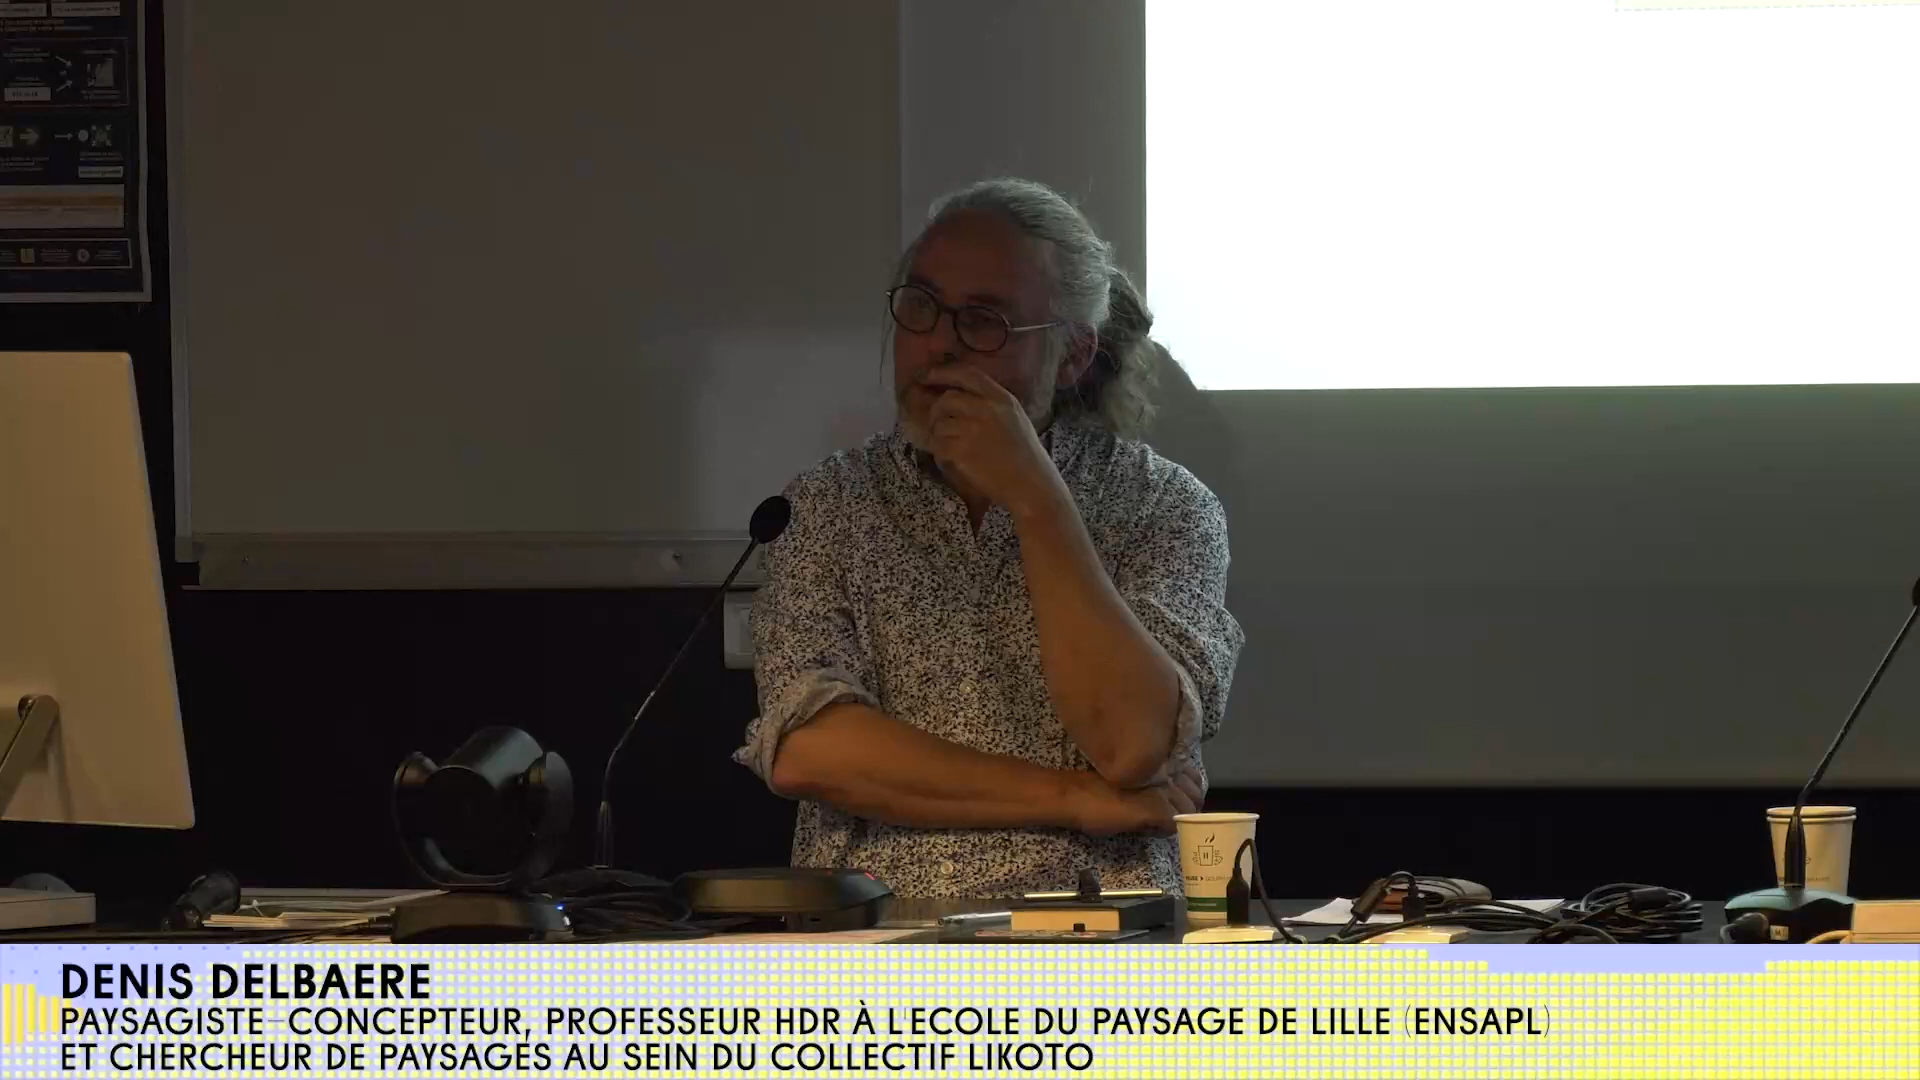 DENIS DELBAERE
PAYSAGISTE-CONCEPTEUR, PROFESSEUR HDR À L'ECOLE DU PAYSAGE DE LILLE (ENSAPL)
ET CHERCHEUR DE PAYSAGES AU SEIN DU COLLECTIF LIKOTO